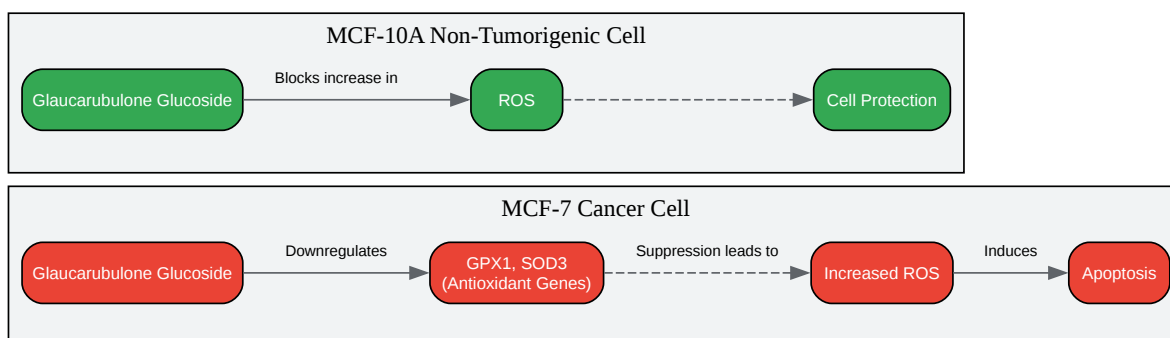 MCF-10A Non-Tumorigenic Cell
Glaucarubulone Glucoside
Blocks increase in
ROS
Cell Protection
MCF-7 Cancer Cell
Glaucarubulone Glucoside
Downregulates
GPX1, SOD3
(Antioxidant Genes)
Suppression leads to
Increased ROS
Induces
Apoptosis